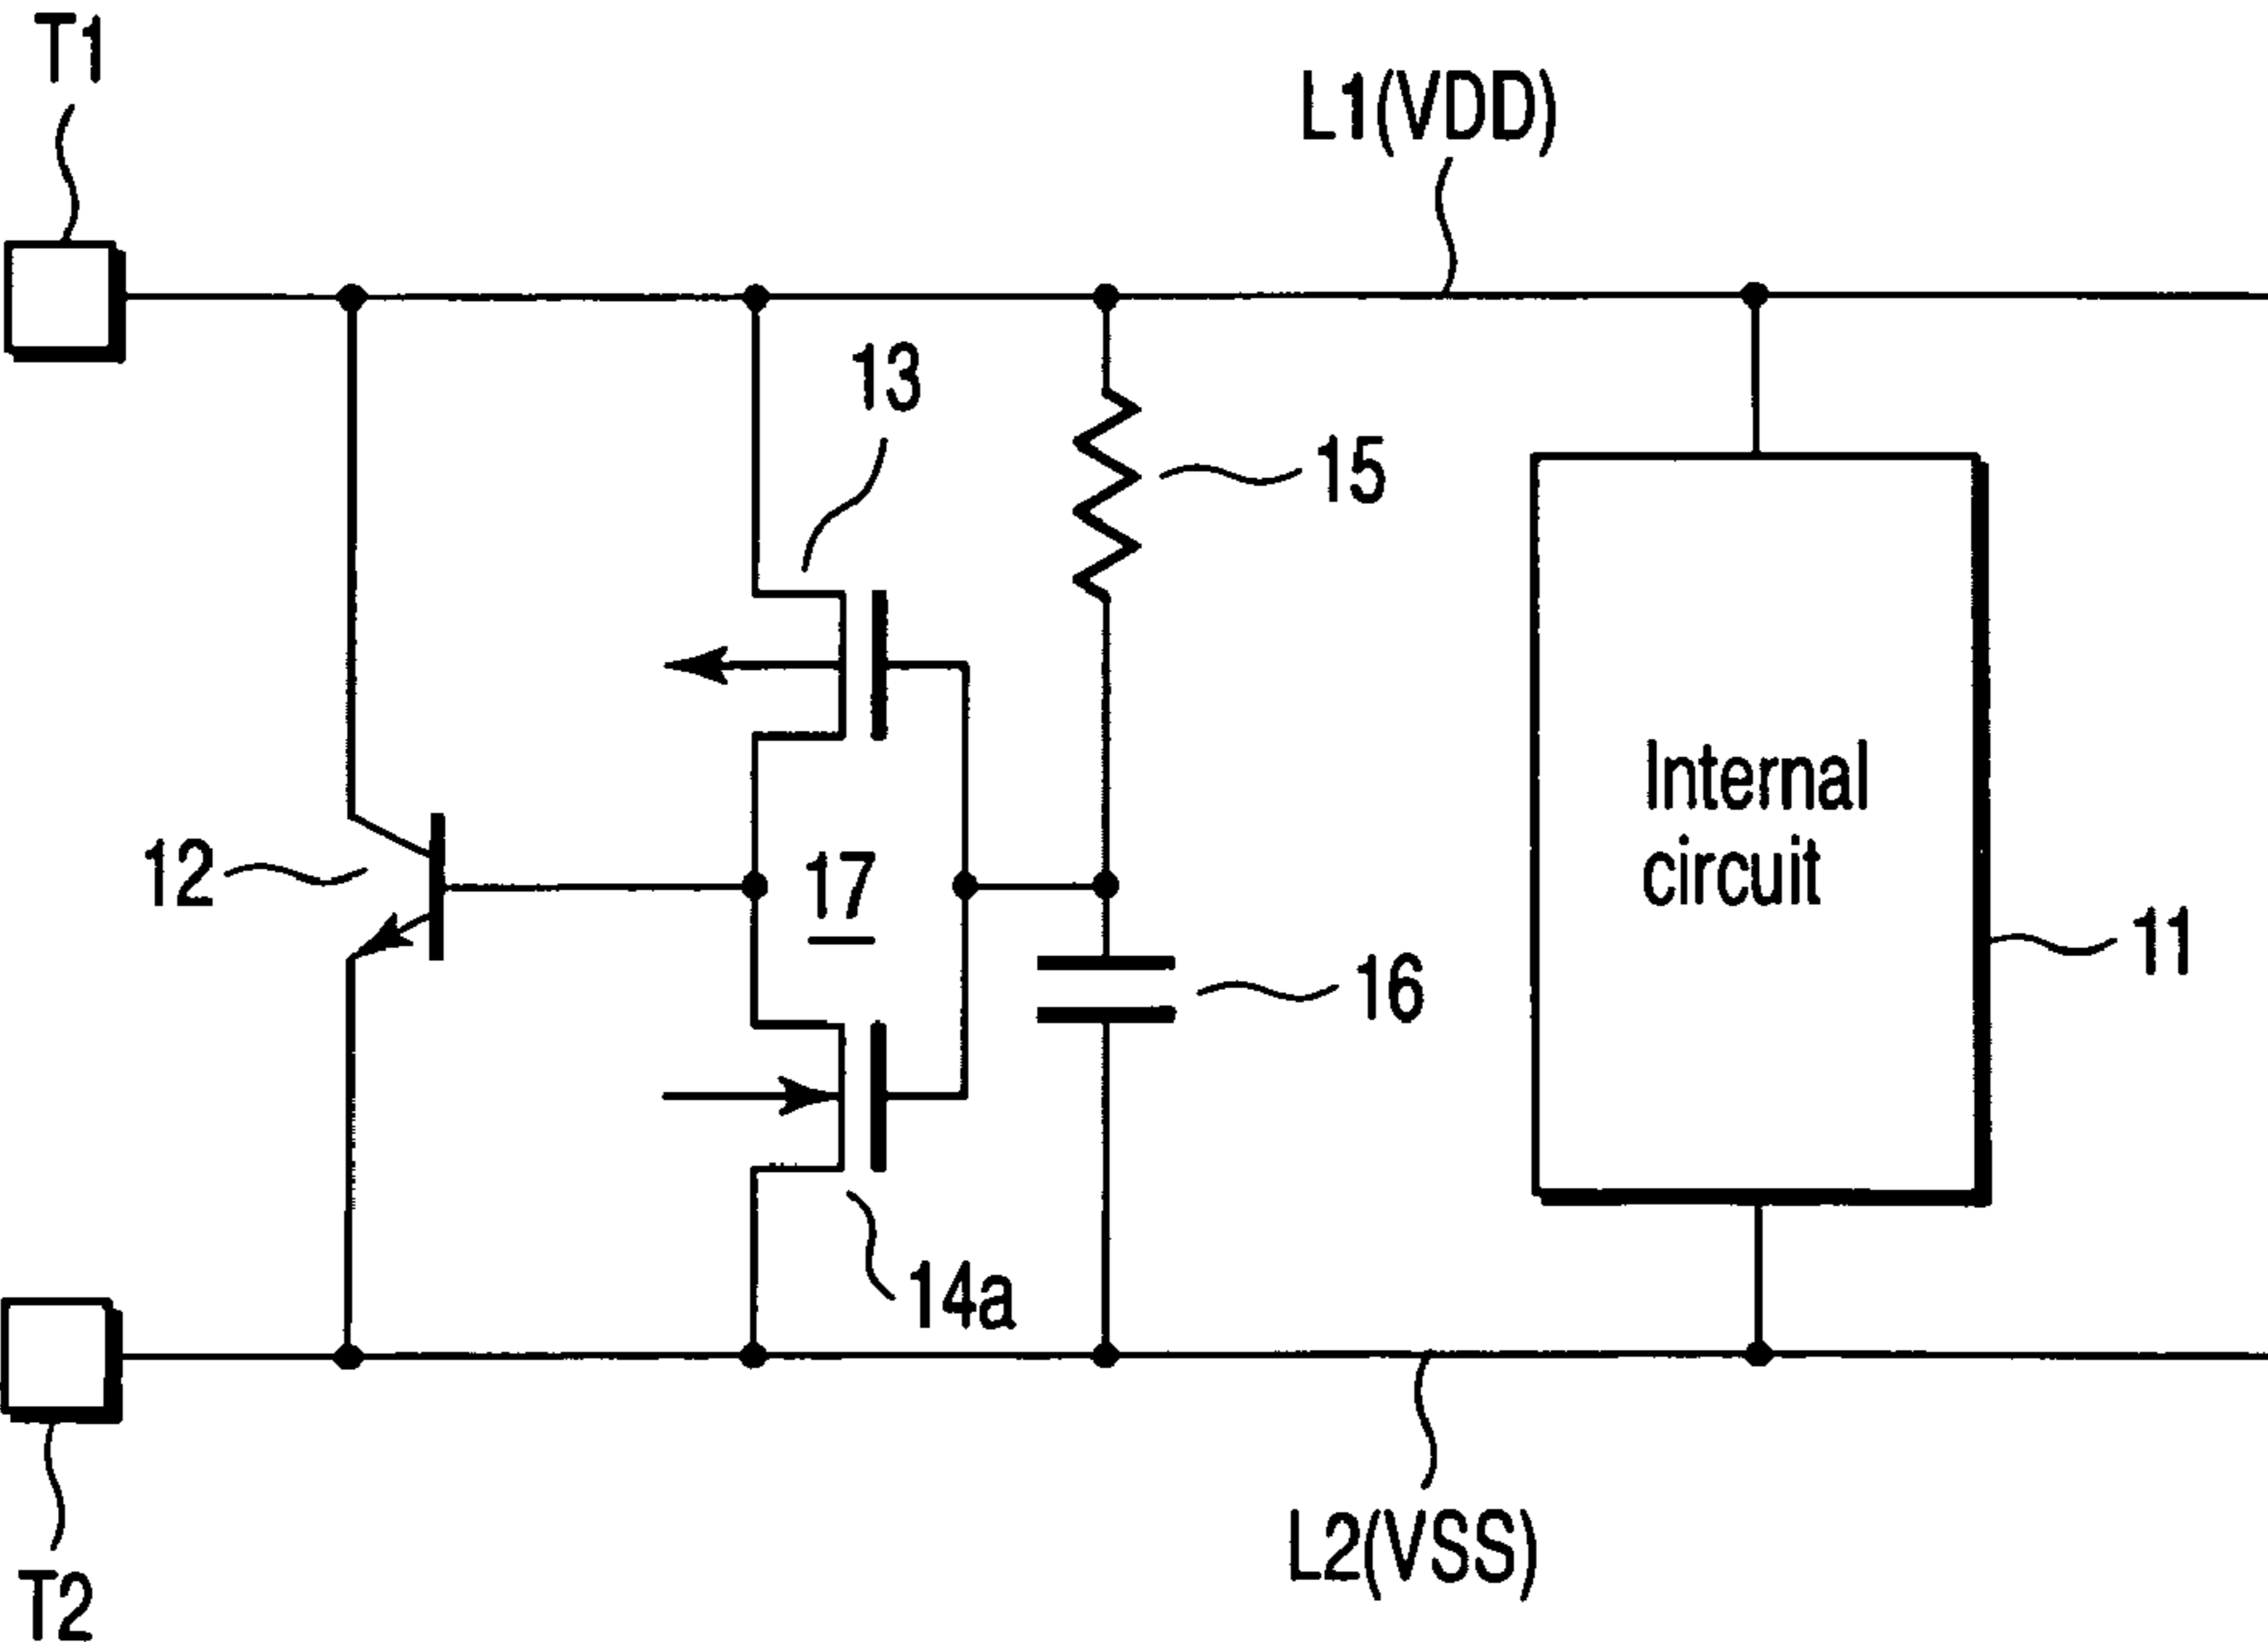 T1
L1(VDD)
13
15
12
17
Internal
circuit
11
16
14a
L2(VSS)
T2